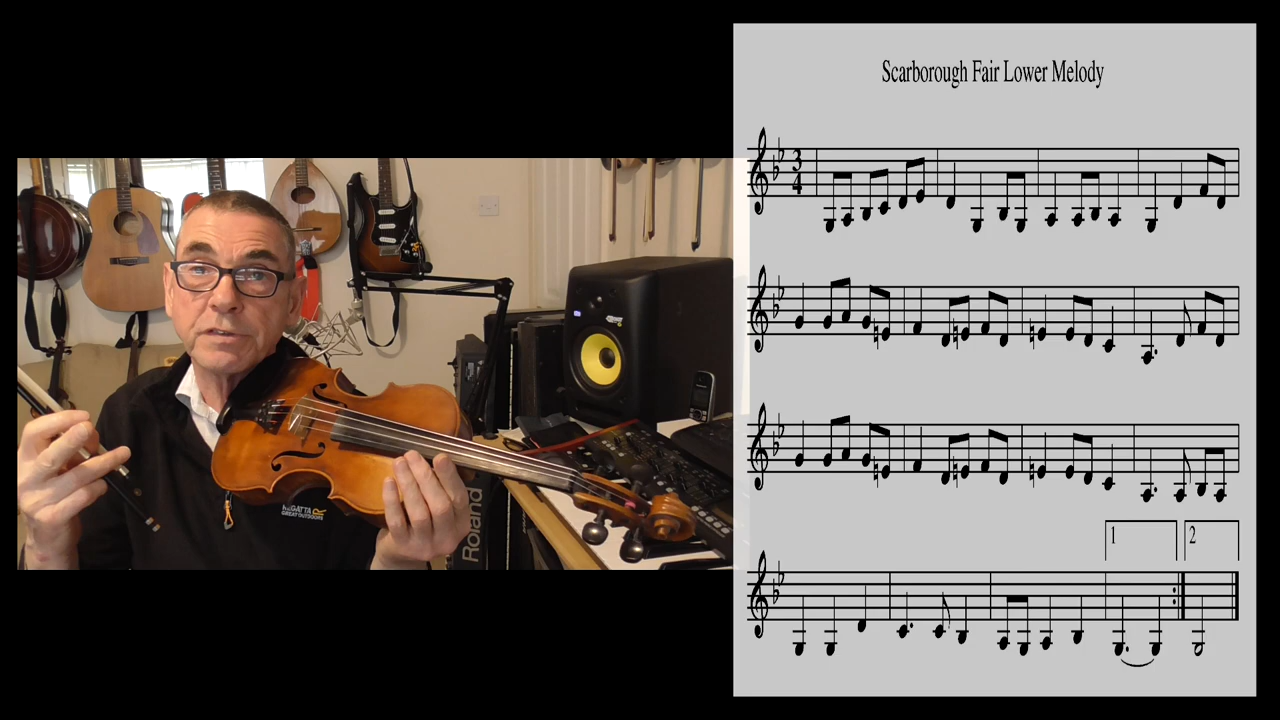 Scarborough Fair Lower Melody
3
4
1
2
REGATTA
GREAT OUTDOORS
Roland